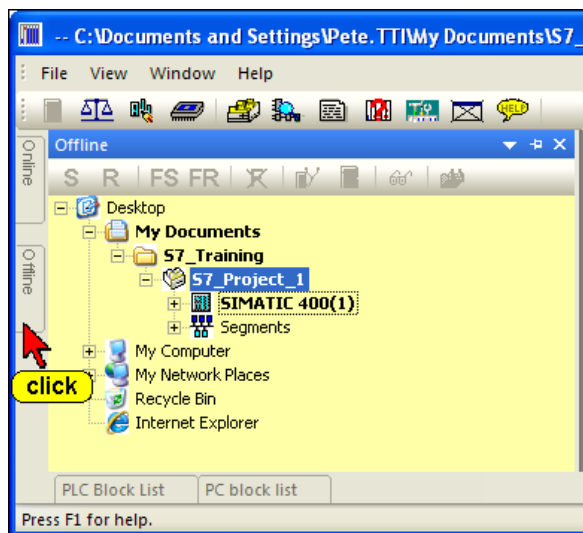 -- C:\Documents and Settings\Pete.TTI\My Documents\S7_
File View Window Help
HELP
Online
Offline
Offline
S R FS FR
Desktop
My Documents
S7_Training
S7_Project_1
SIMATIC 400(1)
Segments
My Computer
My Network Places
Recycle Bin
Internet Explorer
click
PLC Block List PC block list
Press F1 for help.